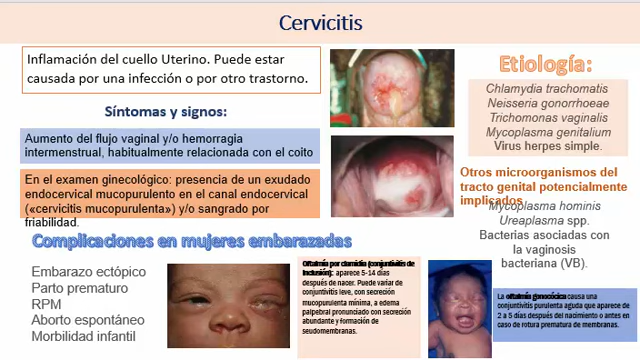 Cervicitis
Inflamación del cuello Uterino. Puede estar
causada por una infección o por otro trastorno.
Síntomas y signos:
Aumento del flujo vaginal y/o hemorragia
intermenstrual, habitualmente relacionada con el coito
En el examen ginecológico: presencia de un exudado
endocervical mucopurulento en el canal endocervical
(«cervicitis mucopurulenta») y/o sangrado por
friabilidad.
Etiología:
Chlamydia trachomatis
Neisseria gonorrhoeae
Trichomonas vaginalis
Mycoplasma genitalium
Virus herpes simple.
Otros microorganismos del
tracto genital potencialmente
implicados
Mycoplasma hominis
Ureaplasma spp.
Bacterias asociadas con
la vaginosis
bacteriana (VB).
Complicaciones en mujeres embarazadas
Embarazo ectópico
Parto prematuro
RPM
Aborto espontáneo
Morbilidad infantil
Oftalmia por clamidia (conjuntivitis de
inclusión): aparece 5-14 días
después de nacer. Puede variar de
conjuntivitis leve, con secreción
mucopurulenta mínima, a edema
palpebral pronunciado con secreción
abundante y formación de
seudomembranas.
La oftalmia gonocócica causa una
conjuntivitis purulenta aguda que aparece de
2 a 5 días después del nacimiento o antes en
caso de rotura prematura de membranas.